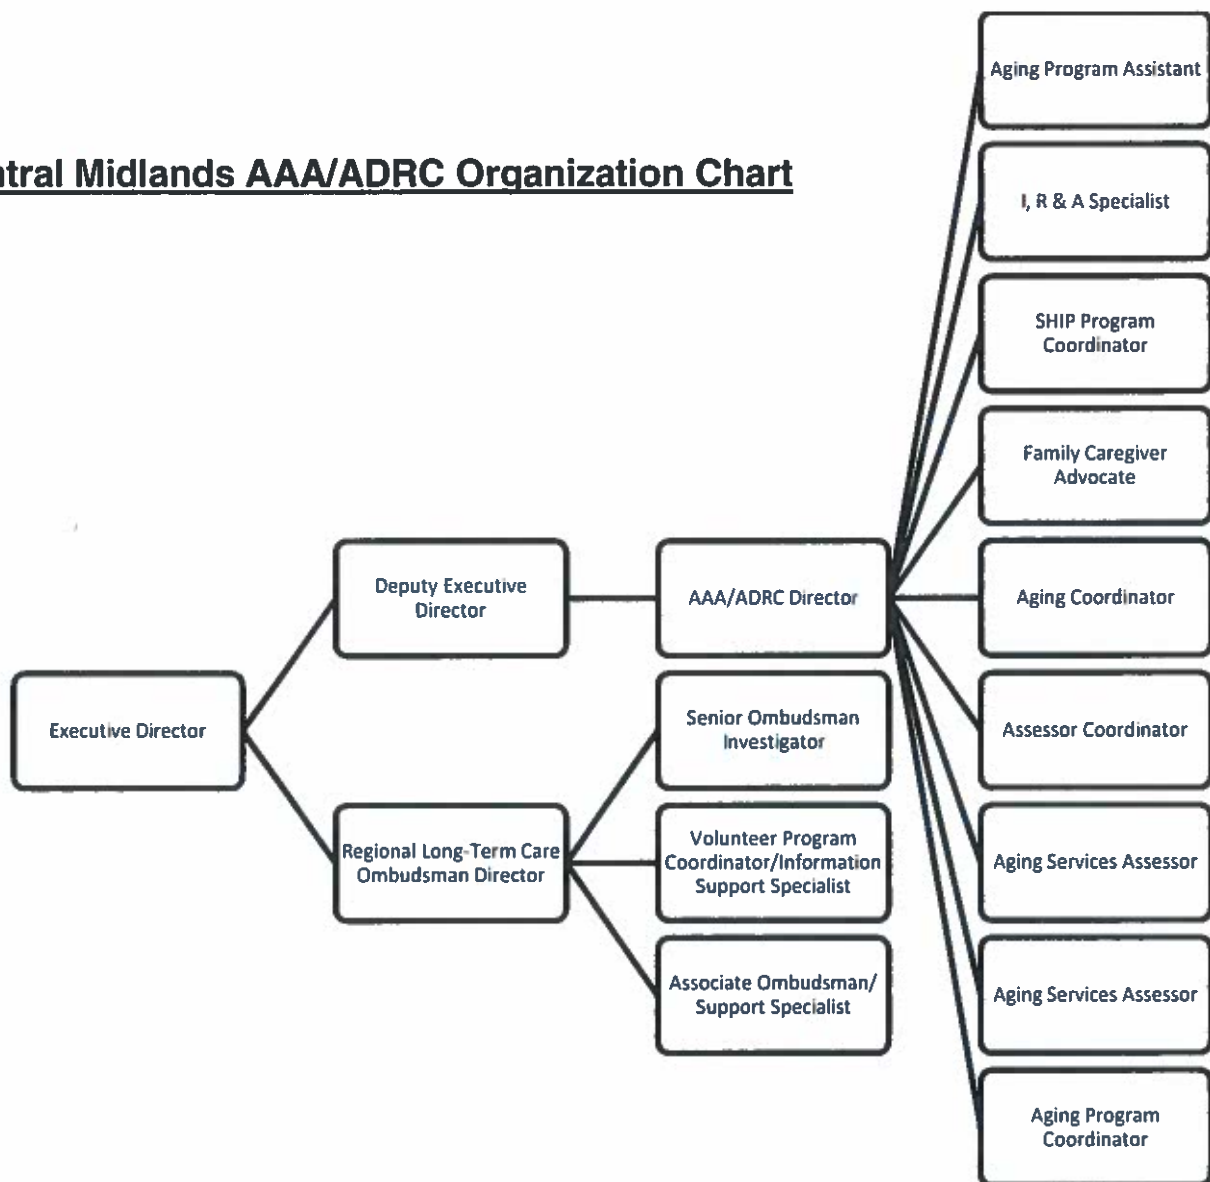 ntral Midlands AAA/ADRC Organization Chart
Executive Director
Deputy Executive
Director
Regional Long-Term Care
Ombudsman Director
AAA/ADRC Director
Senior Ombudsman
Investigator
Volunteer Program
Coordinator/Information
Support Specialist
Associate Ombudsman/
Support Specialist
Aging Program Assistant
I, R & A Specialist
SHIP Program
Coordinator
Family Caregiver
Advocate
Aging Coordinator
Assessor Coordinator
Aging Services Assessor
Aging Services Assessor
Aging Program
Coordinator